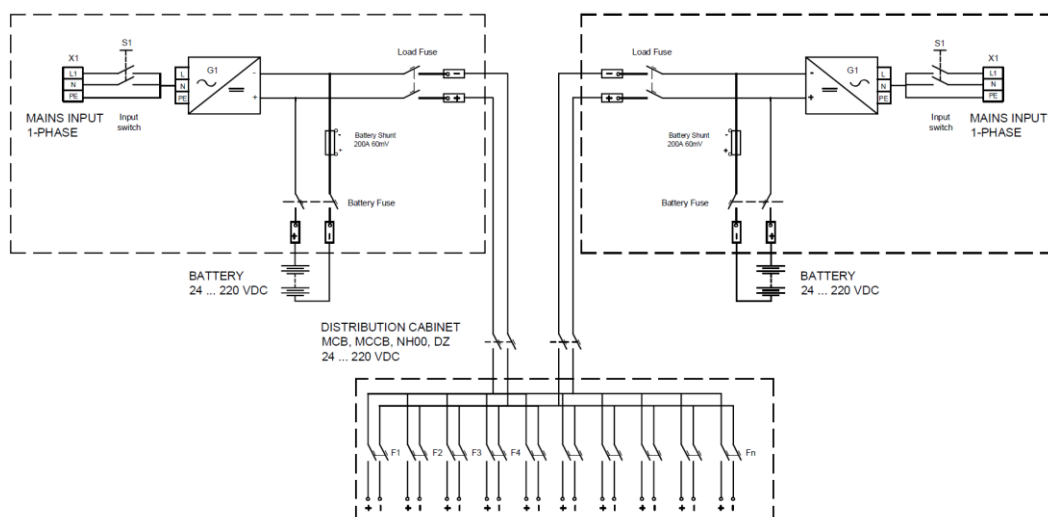 S1
X1
L1
N
PE
MAINS INPUT
1-PHASE
Input
switch
L
N
PE
G1
-
+
Load Fuse
-
+
Battery Shunt
200A 60mV
-
+
Battery Fuse
+
-
BATTERY
24 ... 220 VDC
Load Fuse
-
+
G1
-
+
L
N
PE
S1
X1
L1
N
PE
Input
switch
MAINS INPUT
1-PHASE
Battery Shunt
200A 60mV
-
+
Battery Fuse
-
+
BATTERY
24 ... 220 VDC
DISTRIBUTION CABINET
MCB, MCCB, NH00, DZ
24 ... 220 VDC
F1 F2 F3 F4 Fn
+ - + - + - + - + - + - + - + - + - + -